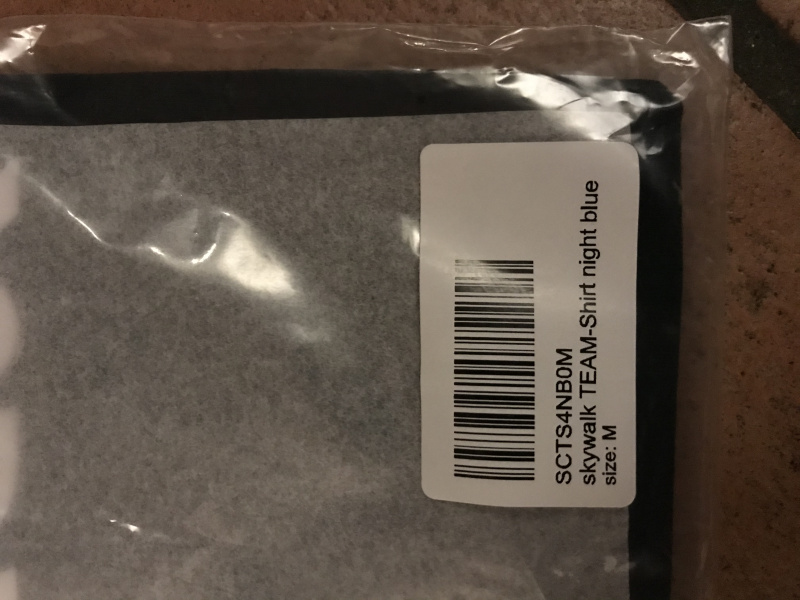 SCTS4NB0M
skywalk TEAM-Shirt night blue
size: M